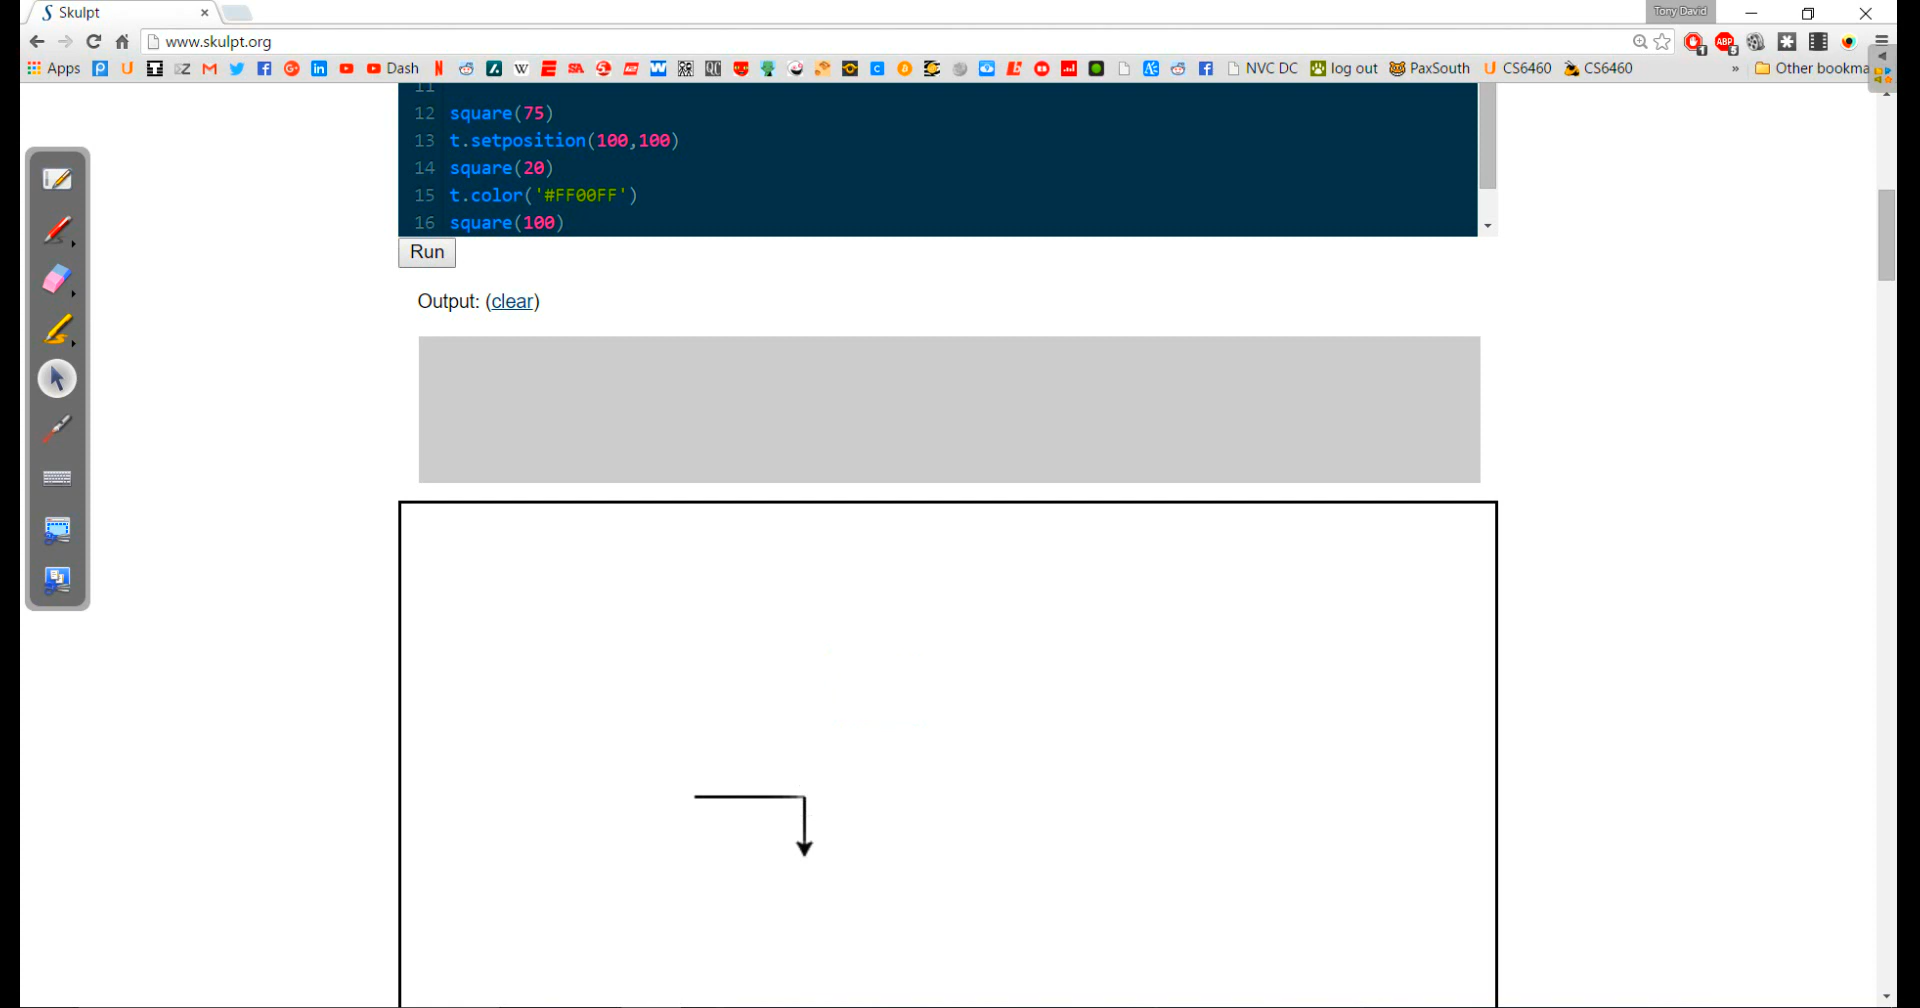 Skulpt
Tony David
www.skulpt.org
Apps Dash NVC DC log out PaxSouth CS6460 CS6460 » Other bookma
11
12 square(75)
13 t.setposition(100,100)
14 square(20)
15 t.color('#FF00FF')
16 square(100)
Run
Output: (clear)